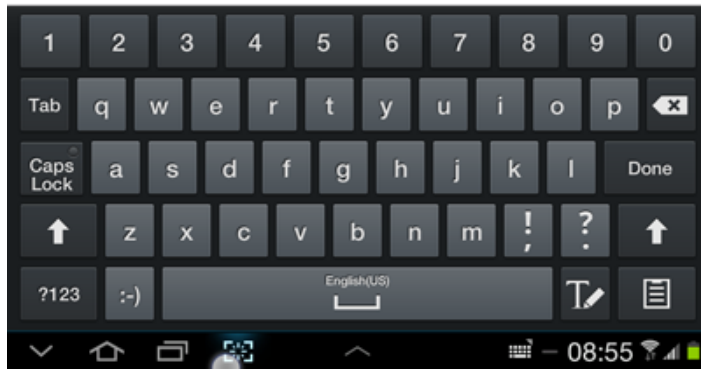 1 2 3 4 5 6 7 8 9 0
Tab q w e r t y u i o p
Caps Lock a s d f g h j k l Done
z x c v b n m ! , ? .
?123 :-) English(US) T
08:55